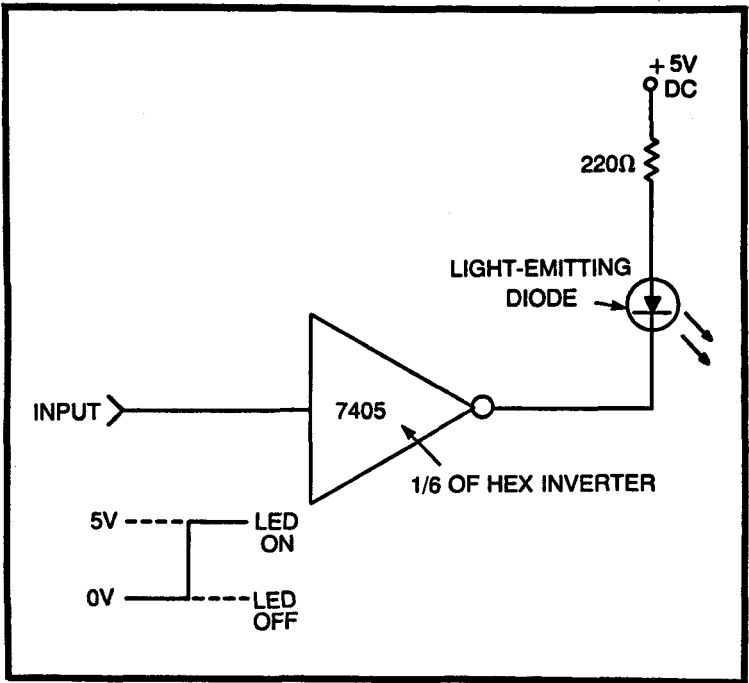 + 5V
DC
220Ω
LIGHT-EMITTING
DIODE
INPUT
7405
1/6 OF HEX INVERTER
5V
LED
ON
0V
LED
OFF